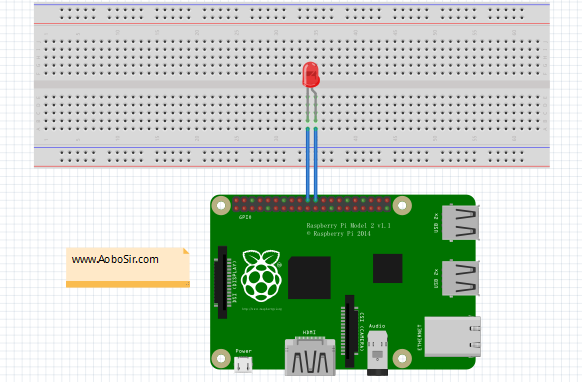 GPIO
Raspberry Pi Model 2 v1.1
© Raspberry Pi 2014
USB 2x
www.AoboSir.com
DSI (DISPLAY)
USB 2x
HDMI
CSI (CAMERA)
Audio
ETHERNET
Power